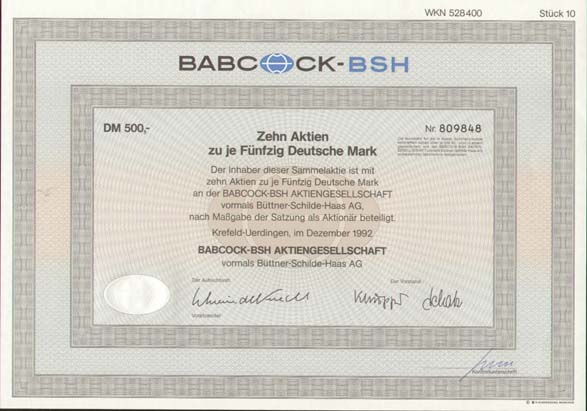 WKN 528400 Stück 10
BABCOCK-BSH
DM 500,-
Nr. 809848
Zehn Aktien
zu je Fünfzig Deutsche Mark
Der Inhaber dieser Sammelaktie ist mit
zehn Aktien zu je Fünfzig Deutsche Mark
an der BABCOCK-BSH AKTIENGESELLSCHAFT
vormals Büttner-Schilde-Haas AG,
nach Maßgabe der Satzung als Aktionär beteiligt.
Krefeld-Uerdingen, im Dezember 1992
BABCOCK-BSH AKTIENGESELLSCHAFT
vormals Büttner-Schilde-Haas AG
Der Aufsichtsrat
Der Vorstand
Vorsitzender
Kontrollunterschrift